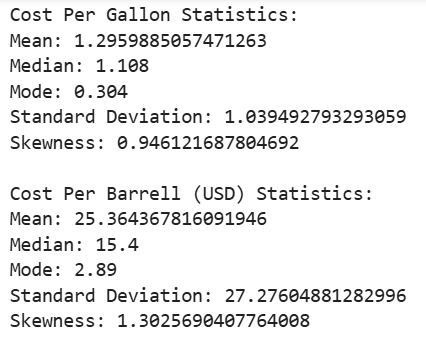 Cost Per Gallon Statistics:
Mean: 1.2959885057471263
Median: 1.108
Mode: 0.304
Standard Deviation: 1.039492793293059
Skewness: 0.946121687804692
Cost Per Barrell (USD) Statistics:
Mean: 25.364367816091946
Median: 15.4
Mode: 2.89
Standard Deviation: 27.27604881282996
Skewness: 1.3025690407764008